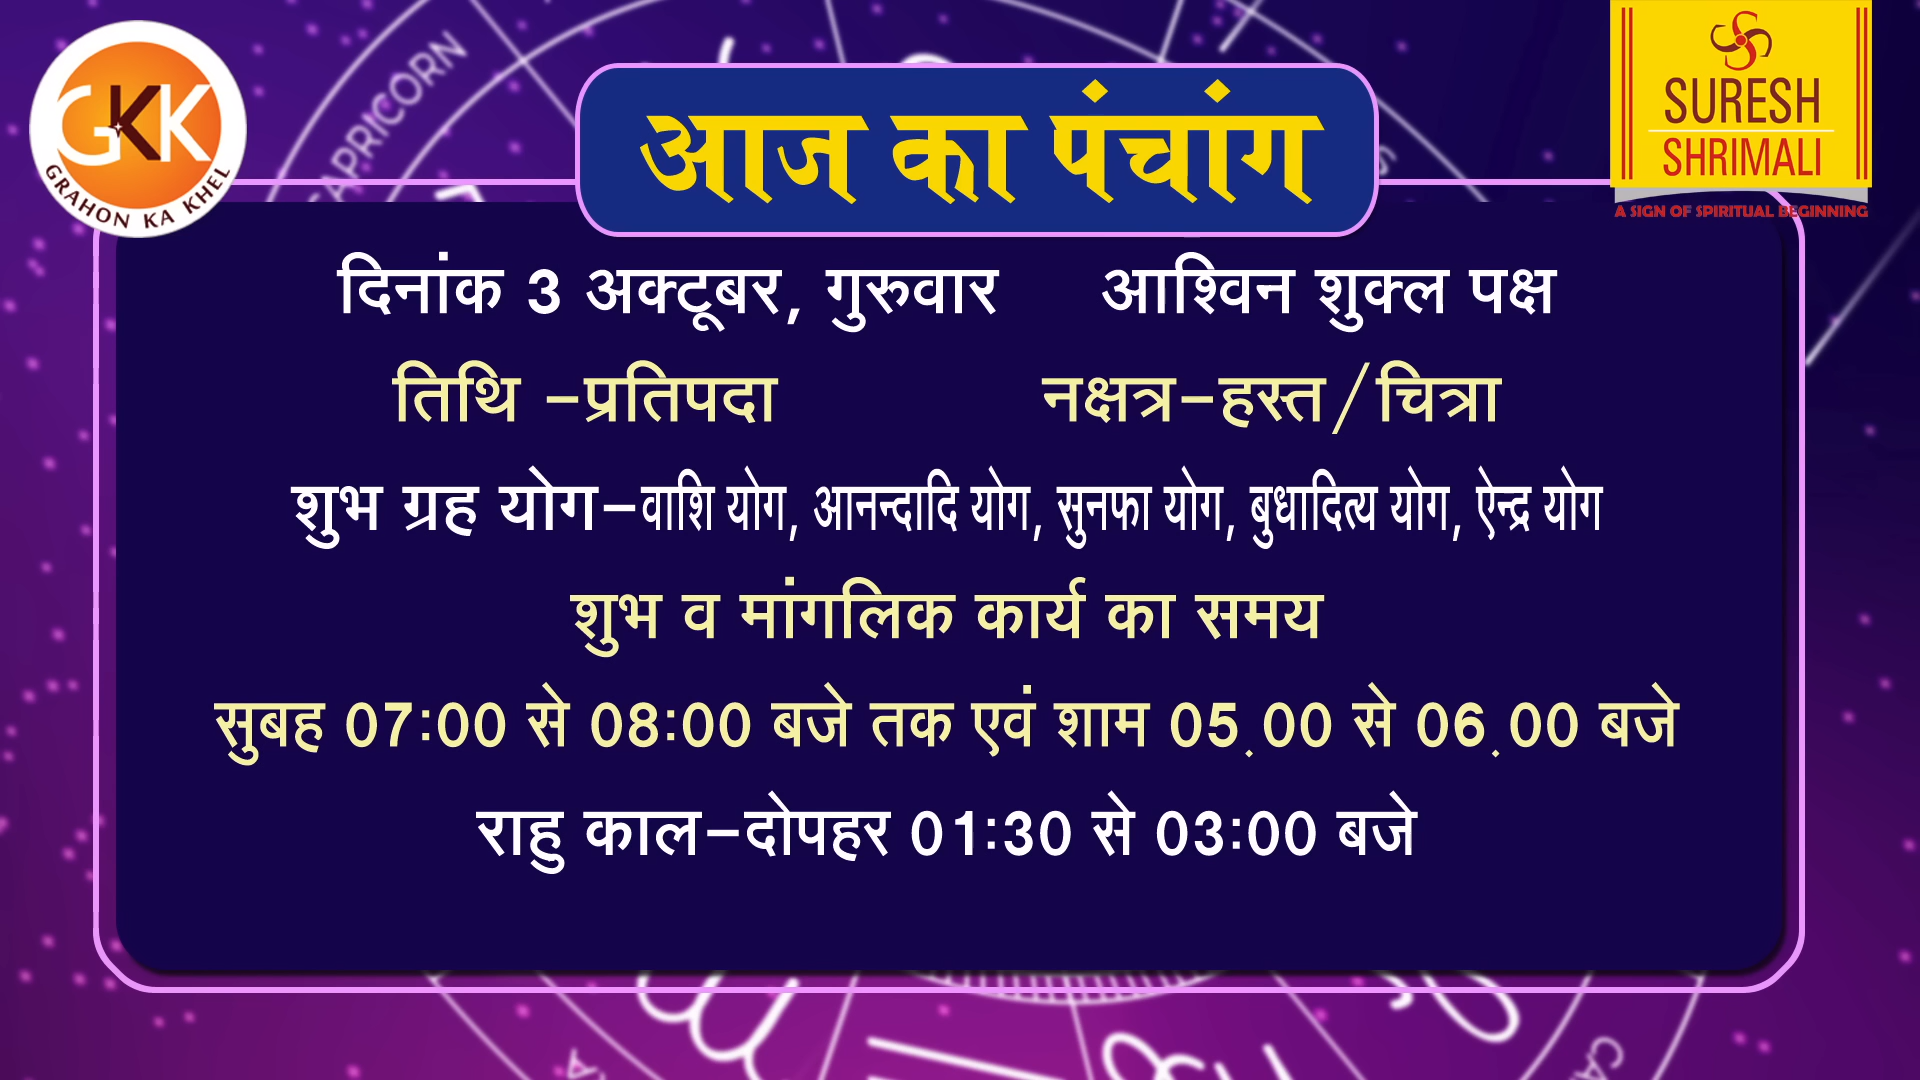 GKK
GRAHON KA KHEL
CAPRICORN
आज का पंचांग
SURESH
SHRIMALI
A SIGN OF SPIRITUAL BEGINNING
दिनांक 3 अक्टूबर, गुरुवार आश्विन शुक्ल पक्ष
तिथि -प्रतिपदा नक्षत्र-हस्त/चित्रा
शुभ ग्रह योग-वाशि योग, आनन्दादि योग, सुनफा योग, बुधादित्य योग, ऐन्द्र योग
शुभ व मांगलिक कार्य का समय
सुबह 07:00 से 08:00 बजे तक एवं शाम 05.00 से 06.00 बजे
राहु काल-दोपहर 01:30 से 03:00 बजे